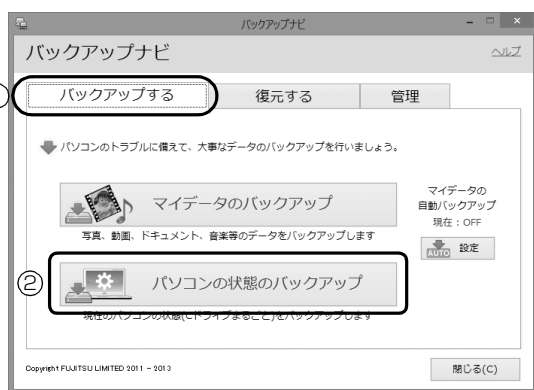 バックアップナビ
バックアップナビ
ヘルプ
バックアップする 復元する 管理
パソコンのトラブルに備えて、大事なデータのバックアップを行いましょう。
マイデータのバックアップ
写真、動画、ドキュメント、音楽等のデータをバックアップします
マイデータの
自動バックアップ
現在：OFF
AUTO 設定
② パソコンの状態のバックアップ
現在のパソコンの状態(Cドライブまるごと)をバックアップします
Copyright FUJITSU LIMITED 2011 - 2013
閉じる(C)